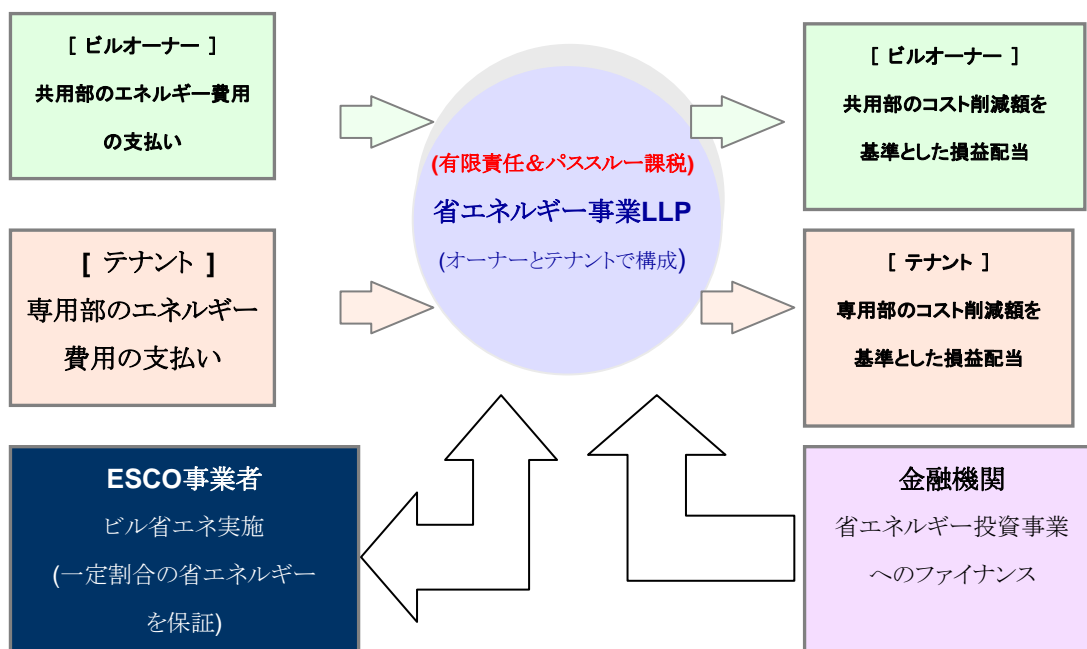 [ ビルオーナー ]
共用部のエネルギー費用
の支払い
[ テナント ]
専用部のエネルギー
費用の支払い
(有限責任＆パススルー課税)
省エネルギー事業LLP
(オーナーとテナントで構成)
[ ビルオーナー ]
共用部のコスト削減額を
基準とした損益配当
[ テナント ]
専用部のコスト削減額を
基準とした損益配当
ESCO事業者
ビル省エネ実施
(一定割合の省エネルギー
を保証)
金融機関
省エネルギー投資事業
へのファイナンス